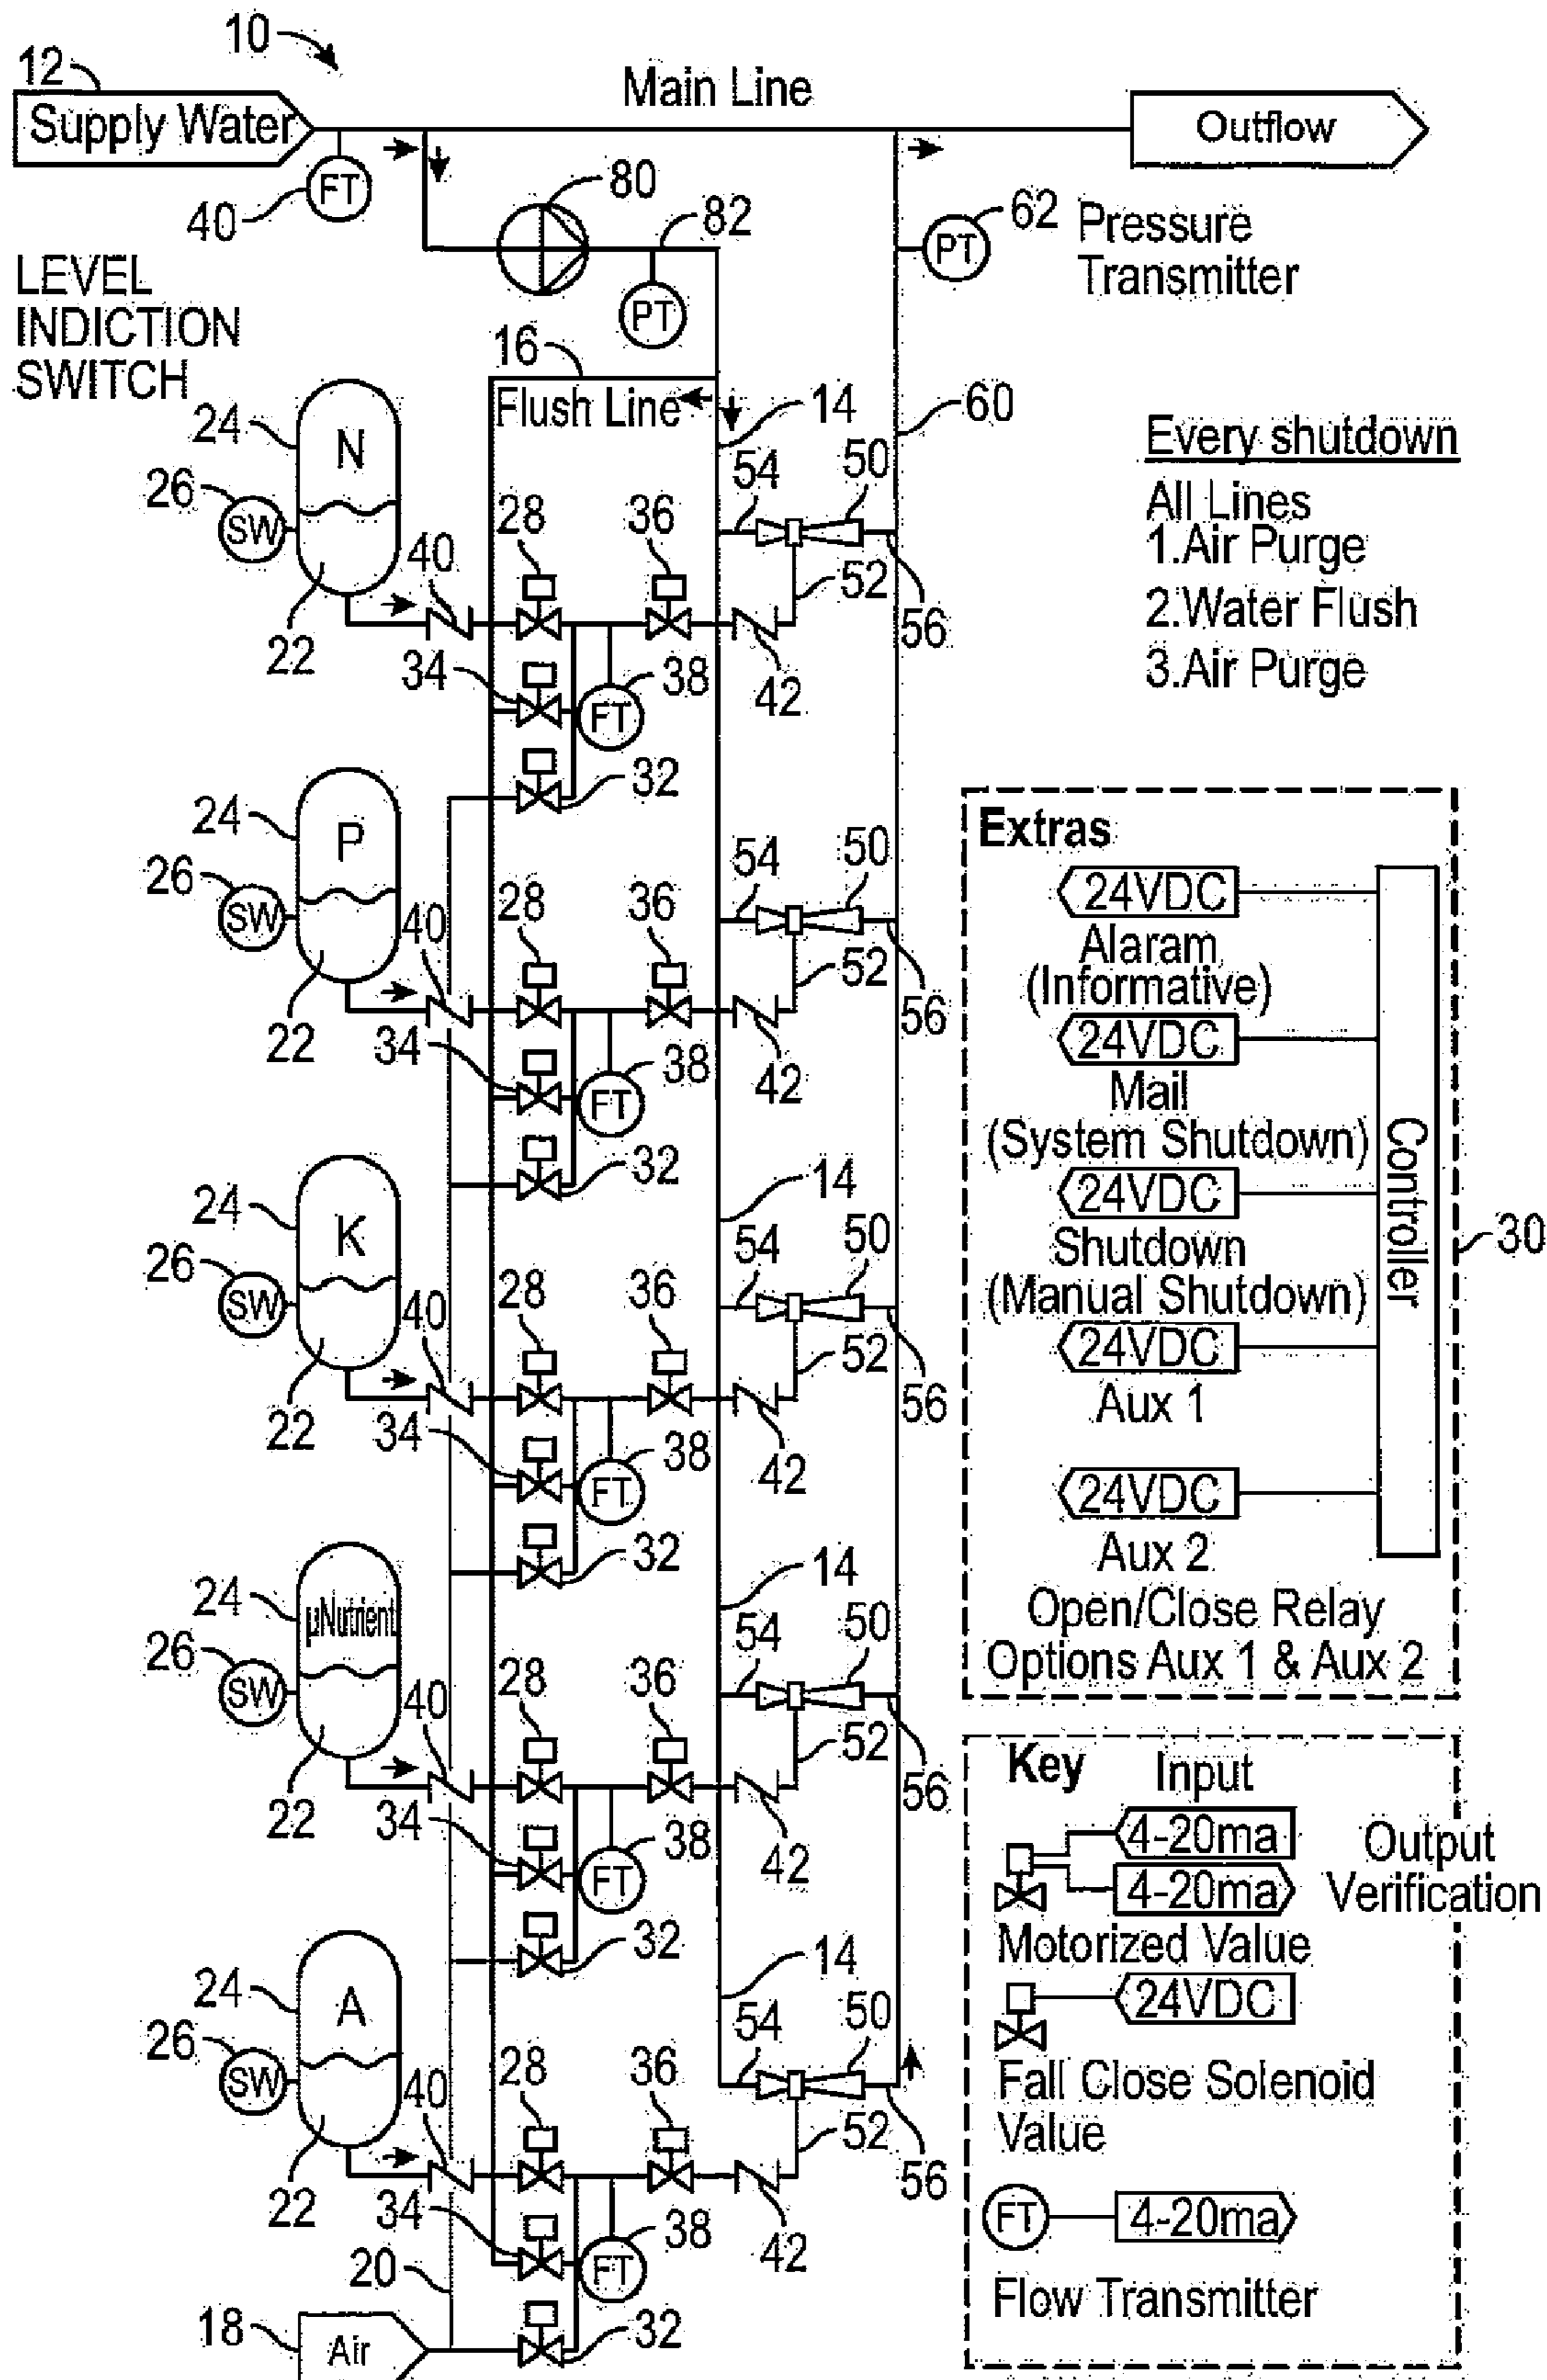 10
12
Main Line
Supply Water
Outflow
FT
40
80
82
62
PT
Pressure
Transmitter
PT
LEVEL
INDICTION
SWITCH
16
Flush Line
14
60
Every shutdown
All Lines
1.Air Purge
2.Water Flush
3.Air Purge
24
N
26
SW
22
40
28
36
54
50
52
56
34
38
FT
42
32
24
P
26
SW
22
40
28
36
54
50
52
56
34
38
FT
42
32
14
24
K
26
SW
22
40
28
36
54
50
52
56
34
38
FT
42
32
14
24
µNutrient
26
SW
22
40
28
36
54
50
52
56
34
38
FT
42
32
14
24
A
26
SW
22
40
28
36
54
50
52
56
34
38
FT
42
20
18
Air
32
Extras
24VDC
Alaram
(Informative)
24VDC
Mail
(System Shutdown)
24VDC
Shutdown
(Manual Shutdown)
24VDC
Aux 1
24VDC
Aux 2
Open/Close Relay
Options Aux 1 & Aux 2
Controller
30
Key
Input
4-20ma
Output
4-20ma
Verification
Motorized Value
24VDC
Fall Close Solenoid
Value
FT
4-20ma
Flow Transmitter